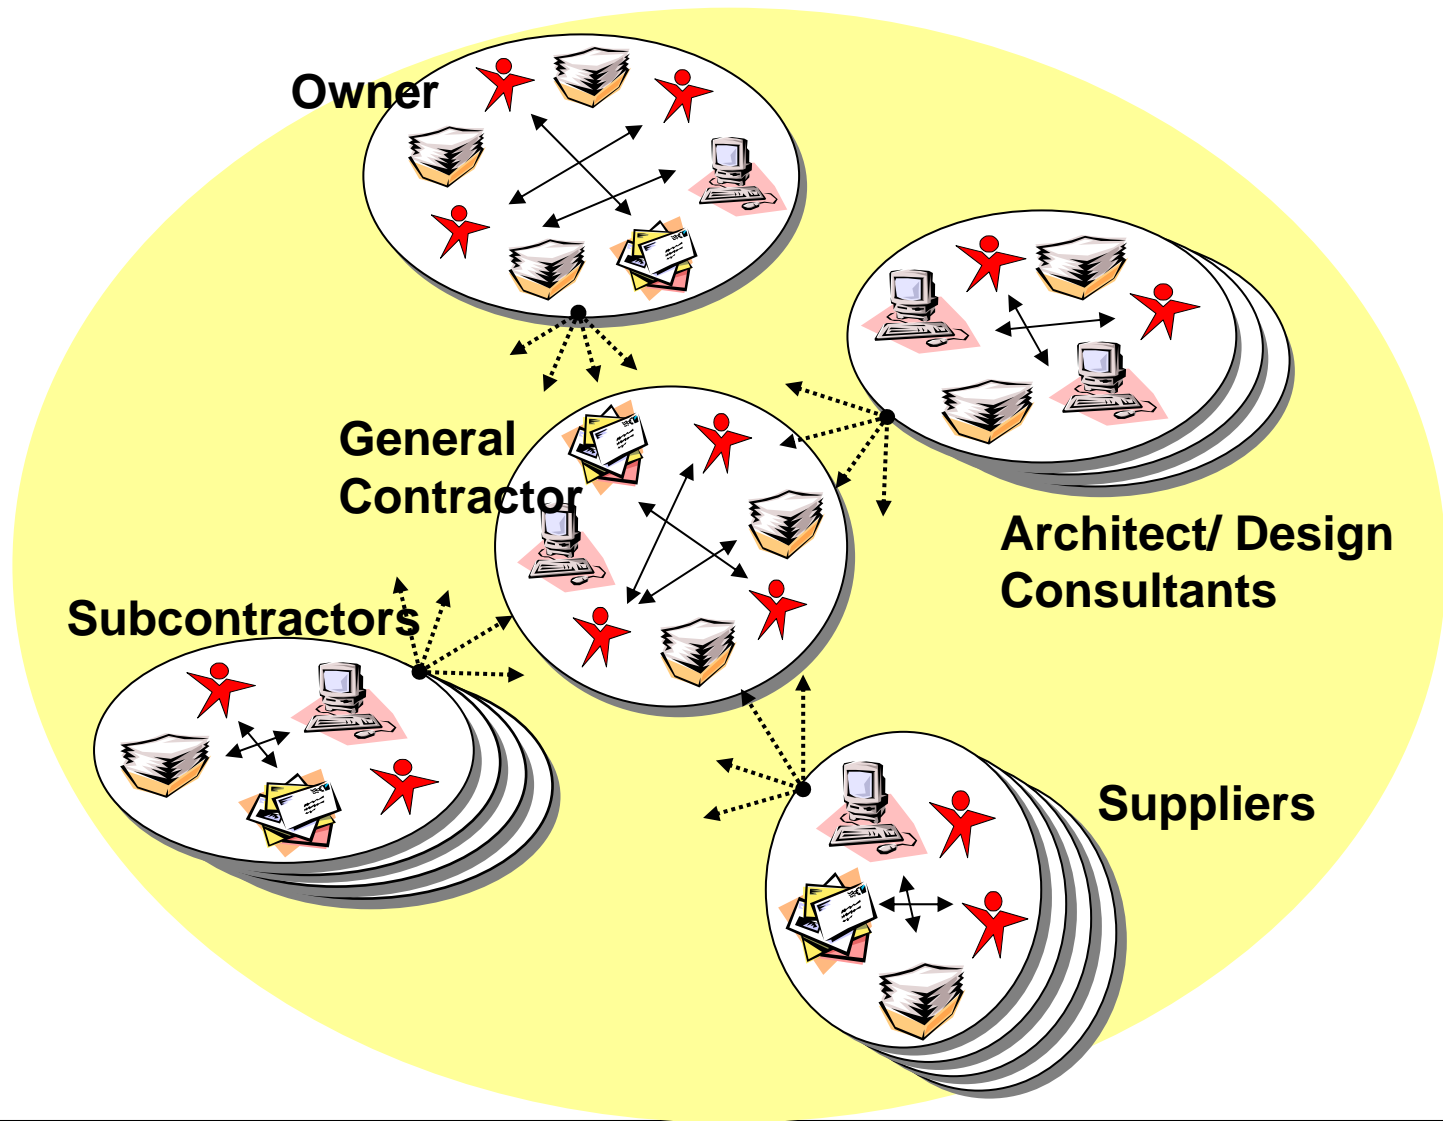 Owner
General
Contractor
Architect/ Design
Consultants
Subcontractors
Suppliers